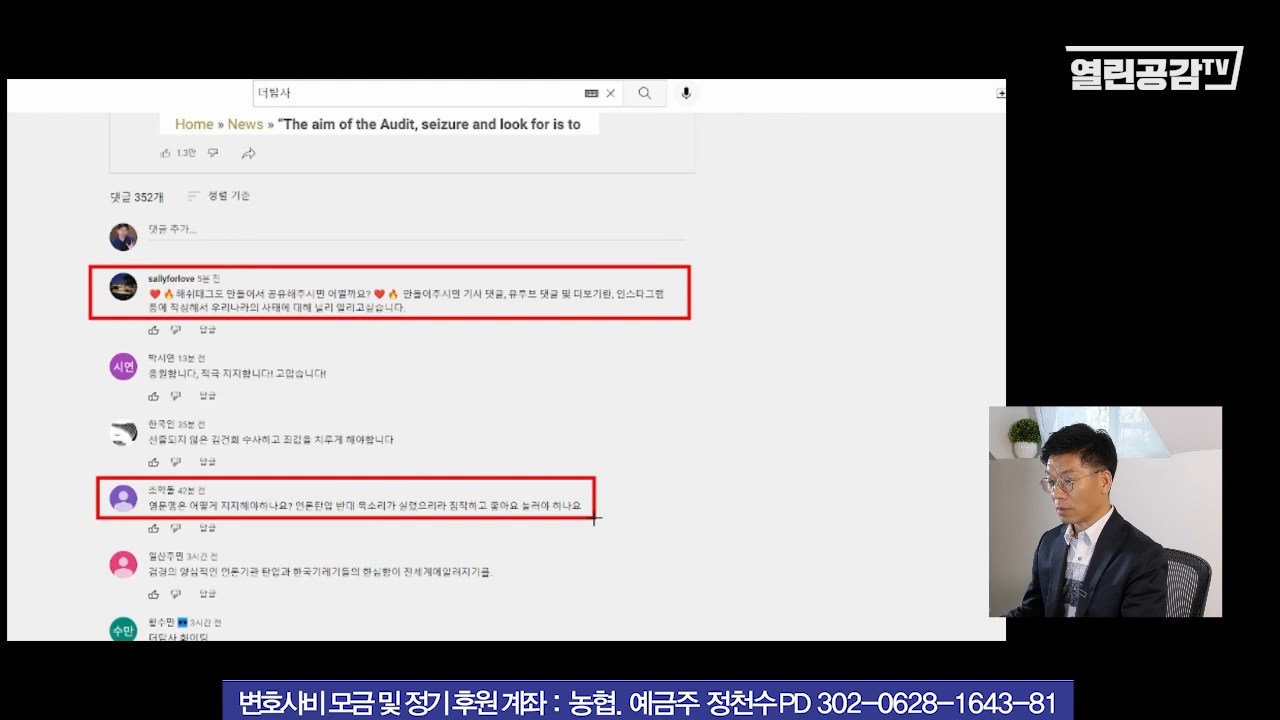 열린공감TV
더탐사
Home » News » “The aim of the Audit, seizure and look for is to
1.3만
댓글 352개 정렬 기준
댓글 추가...
sallyforlove 5분 전
❤️🔥해쉬태그도 만들어서 공유해주시면 어떨까요? ❤️🔥 만들어주시면 기사 댓글, 유튜브 댓글 및 더보기란, 인스타그램
등에 작성해서 우리나라의 사태에 대해 널리 알리고싶습니다.
답글
시연
박시연 13분 전
응원합니다, 적극 지지합니다! 고맙습니다!
답글
한국인 35분 전
선출되지 않은 김건희 수사하고 죄값을 치루게 해야합니다
답글
조약돌 42분 전
영문맹은 어떻게 지지해야하나요? 언론탄압 반대 목소리가 실렸으리라 짐작하고 좋아요 눌러야 하나요
답글
일산주민 3시간 전
검경의 양심적인 언론기관 탄압과 한국기레기들의 한심함이 전세계에알려지기를.
답글
수만
황수만 3시간 전
더탐사 화이팅
변호사비 모금 및 정기 후원 계좌 : 농협. 예금주 정천수PD 302-0628-1643-81